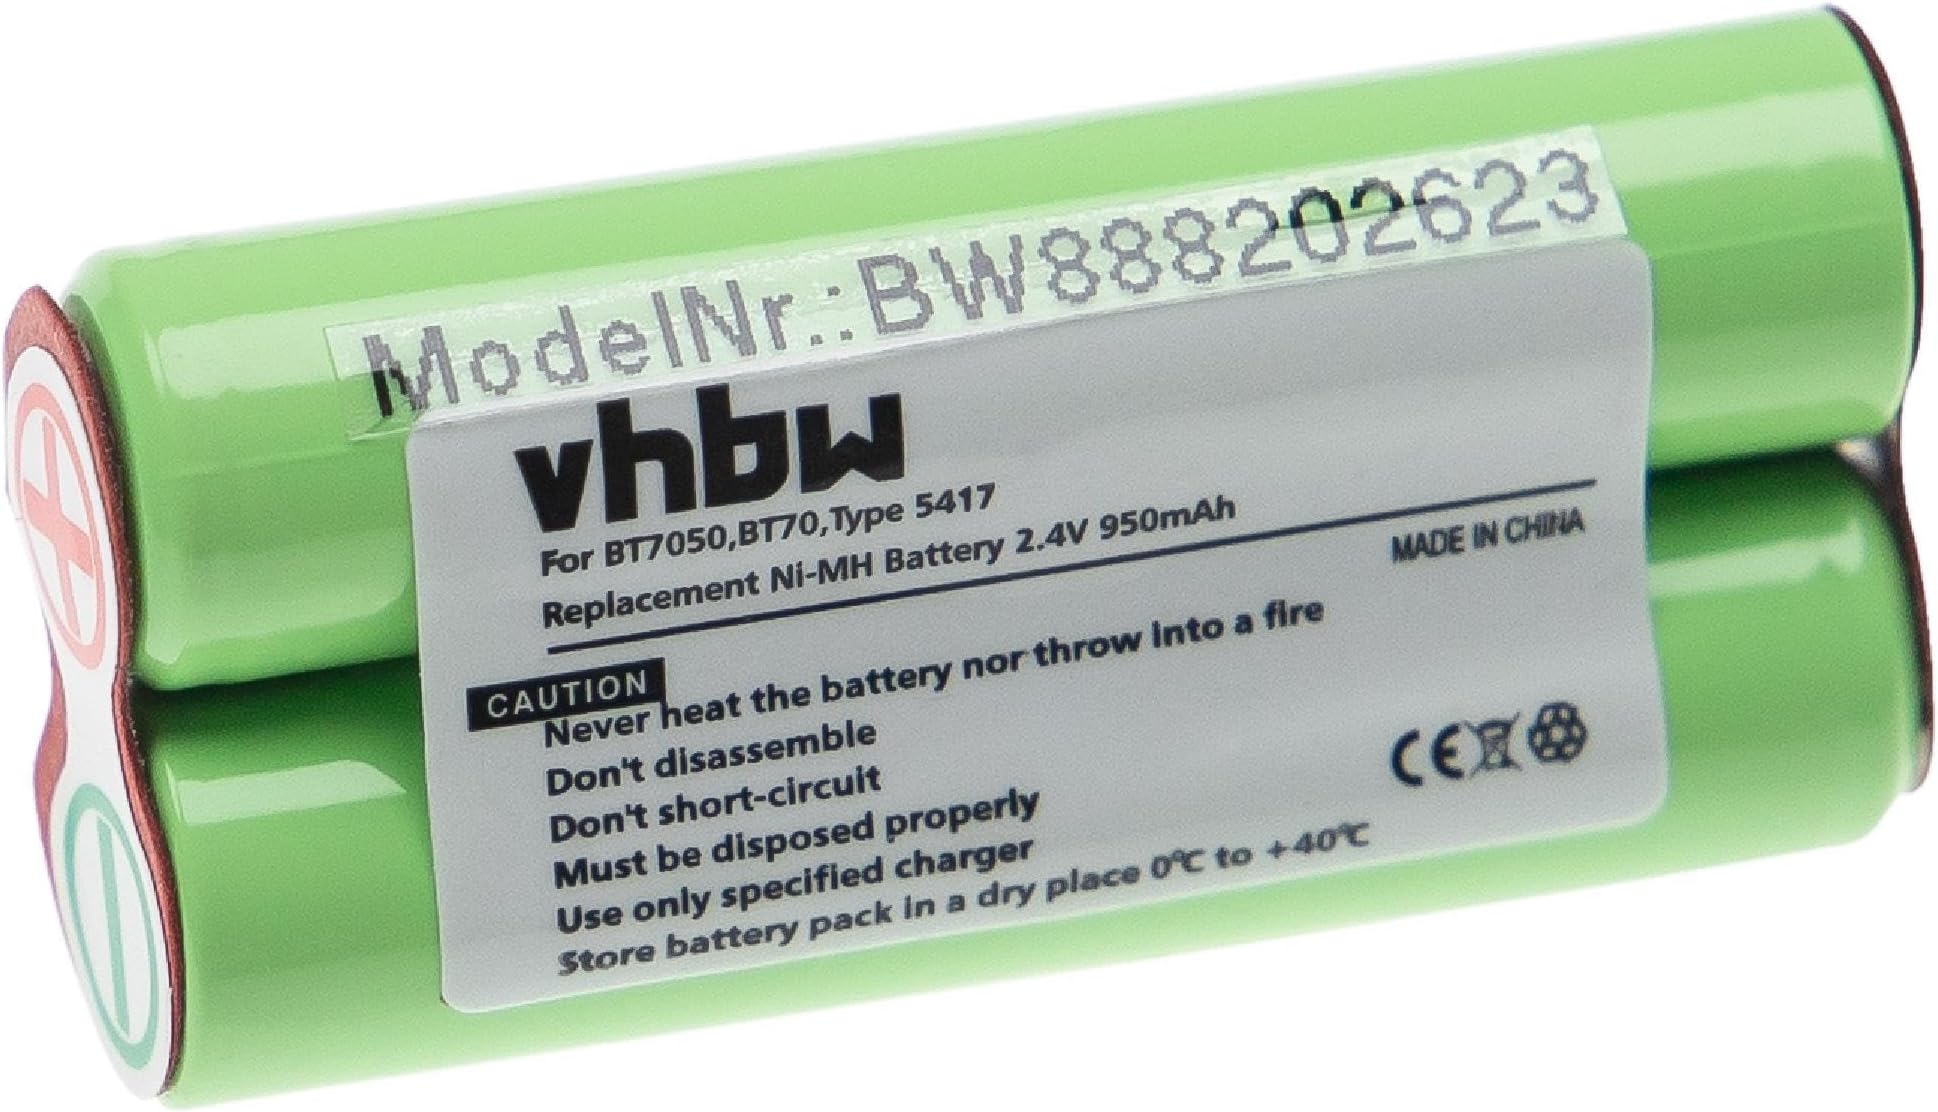 ModelNr.:BW888202623
vhbw
For BT7050,BT70,Type 5417
Replacement Ni-MH Battery 2.4V 950mAh
MADE IN CHINA
CAUTION
Never heat the battery nor throw into a fire
Don't disassemble
Don't short-circuit
Must be disposed properly
Use only specified charger
Store battery pack in a dry place 0℃ to +40℃
CE
+
−